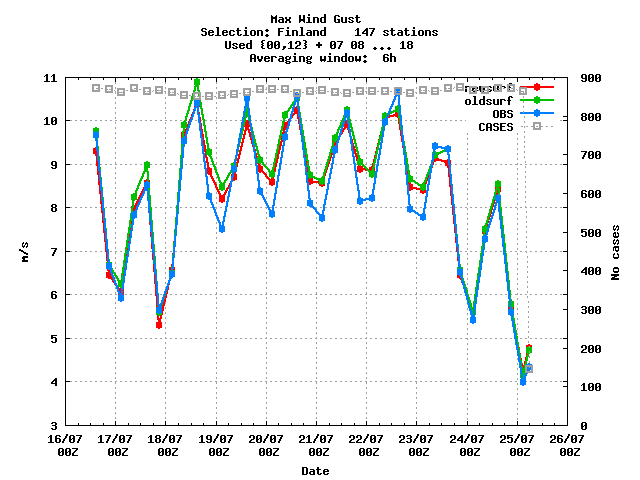 Max Wind Gust
Selection: Finland    147 stations
Used {00,12} + 07 08 ... 18
Averaging window:  6h
newsurf
oldsurf
OBS
CASES
11
10
9
8
7
6
5
4
3
m/s
900
800
700
600
500
400
300
200
100
0
No cases
16/07 17/07 18/07 19/07 20/07 21/07 22/07 23/07 24/07 25/07 26/07
00Z 00Z 00Z 00Z 00Z 00Z 00Z 00Z 00Z 00Z 00Z
Date